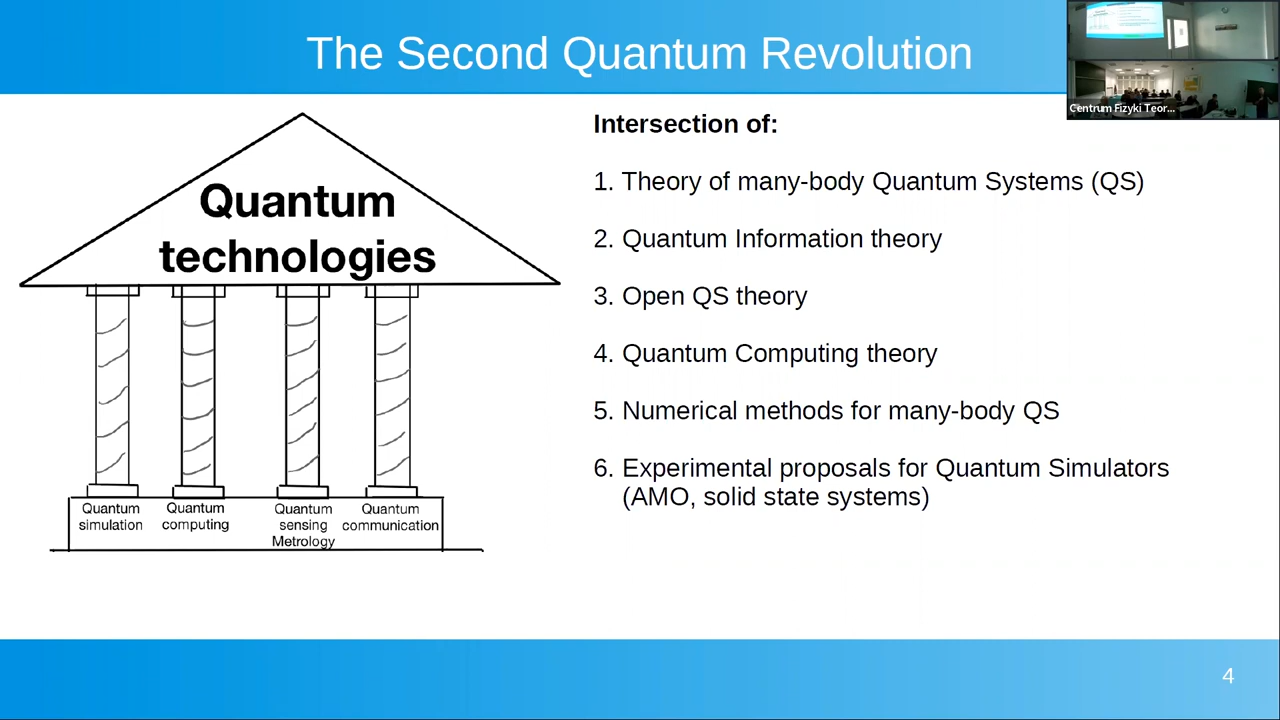 The Second Quantum Revolution
Centrum Fizyki Teor...
Quantum
technologies
Quantum
simulation
Quantum
computing
Quantum
sensing
Metrology
Quantum
communication
Intersection of:
1. Theory of many-body Quantum Systems (QS)
2. Quantum Information theory
3. Open QS theory
4. Quantum Computing theory
5. Numerical methods for many-body QS
6. Experimental proposals for Quantum Simulators
(AMO, solid state systems)
4